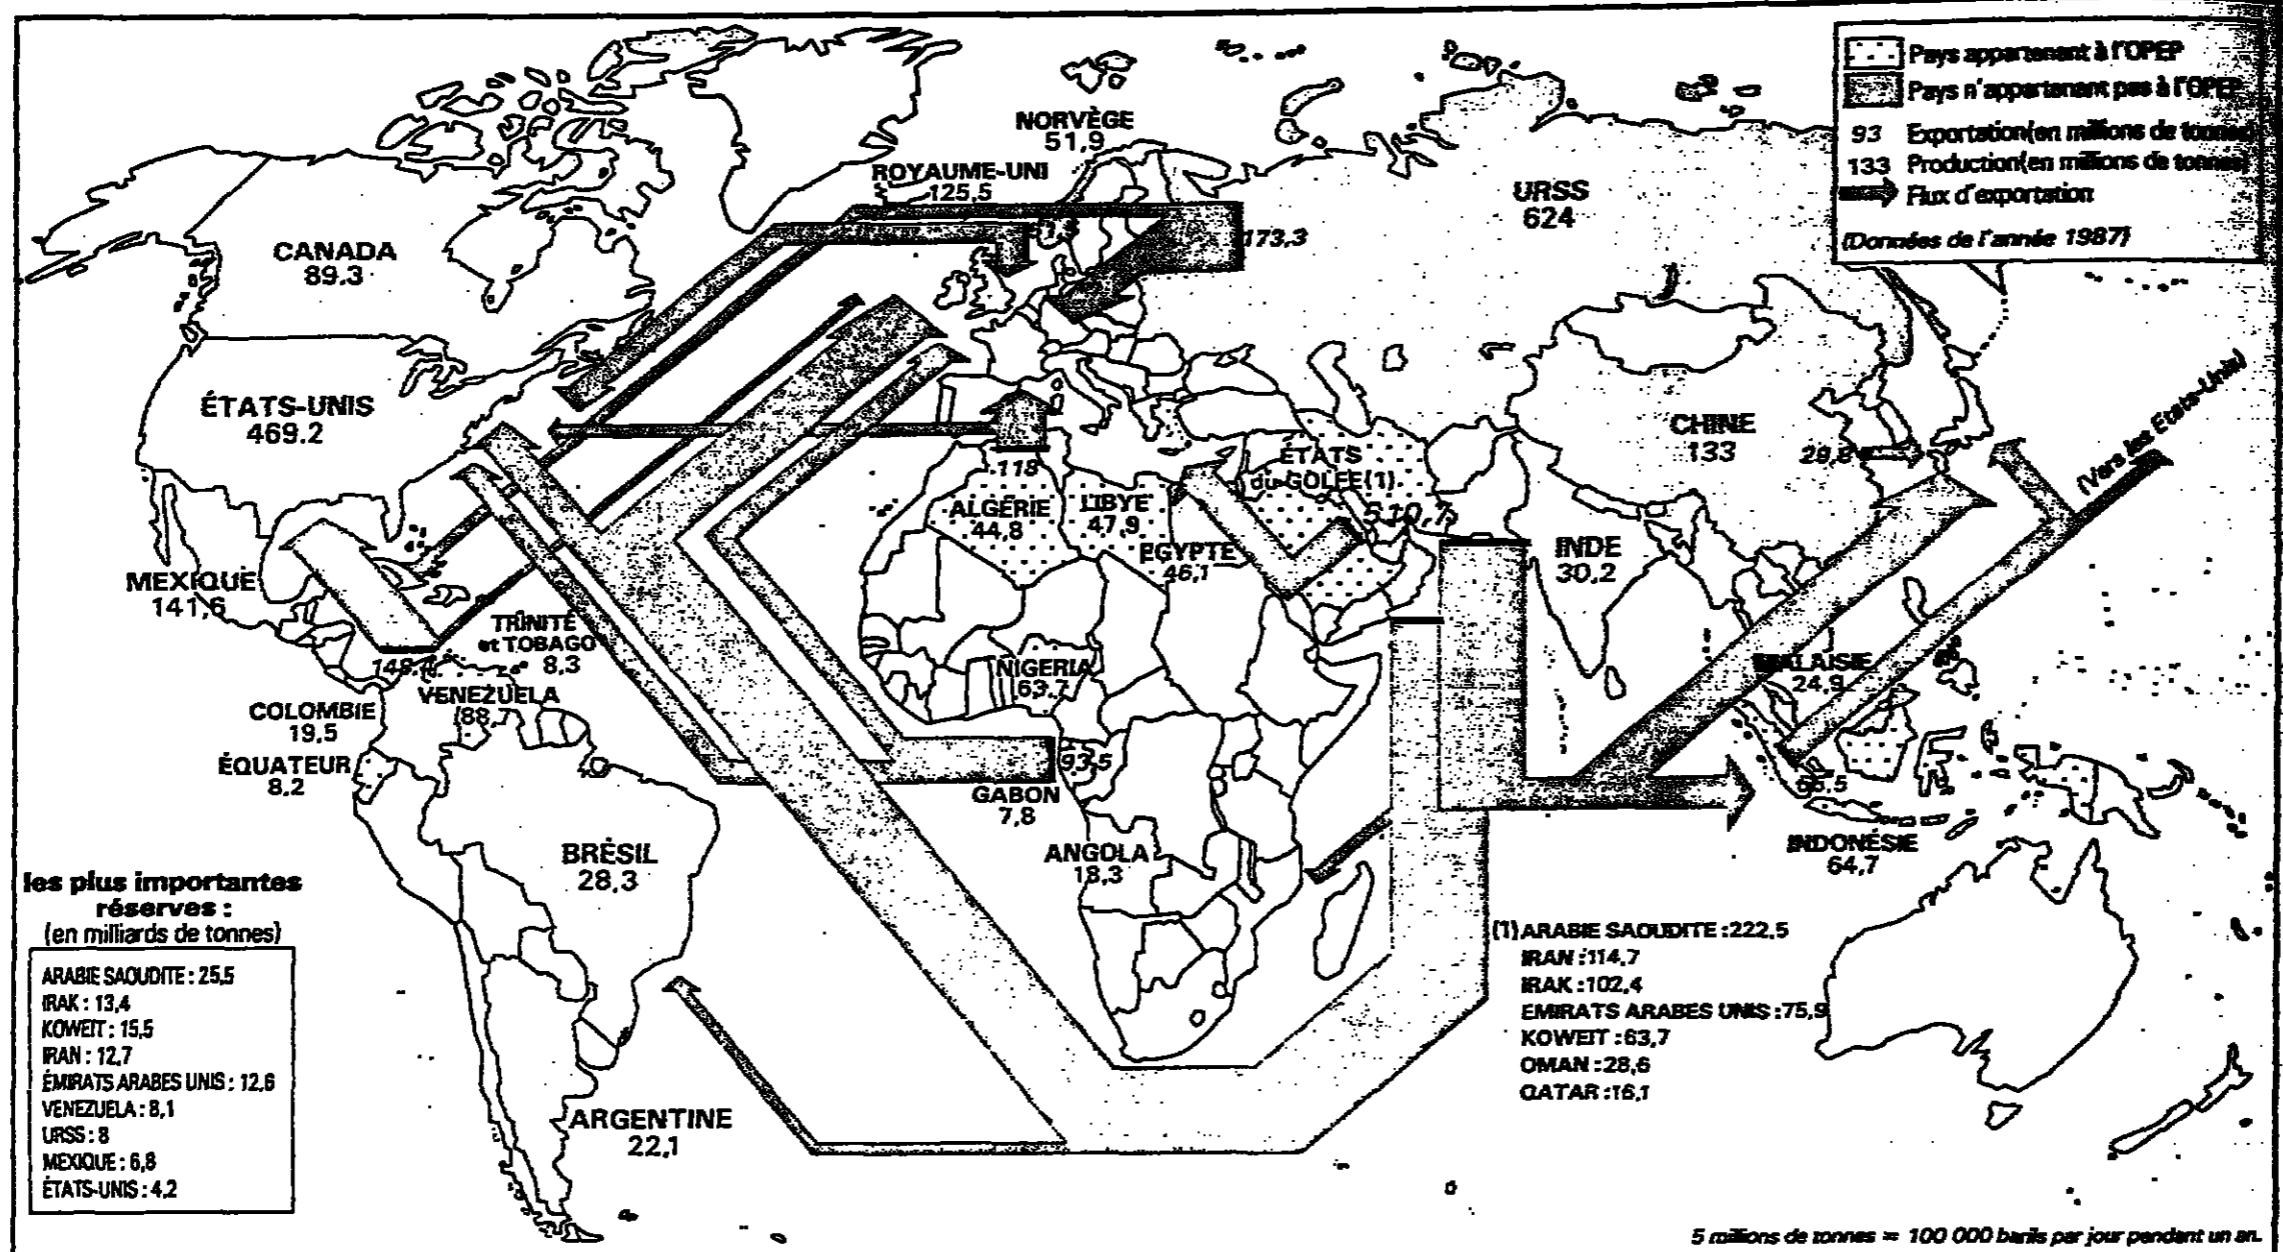 Pays appartenant à l'OPEP
Pays n'appartenant pas à l'OPEP
93 Exportation(en millions de tonnes)
133 Production(en millions de tonnes)
Flux d'exportation
(Données de l'année 1987)
NORVÈGE
51,9
ROYAUME-UNI
125,5
URSS
624
173,3
CANADA
89.3
ÉTATS-UNIS
469.2
CHINE
133
(Vers les États-Unis)
ÉTATS
du GOLFE(1)
510,7
118
ALGÉRIE
44,8
LIBYE
47,9
EGYPTE
46,1
INDE
30.2
MEXIQUE
141,6
TRINITÉ
et TOBAGO
8,3
VENEZUELA
88,7
NIGERIA
63,7
MALAISIE
24,9
COLOMBIE
19,5
ÉQUATEUR
8.2
93,5
GABON
7,8
INDONÉSIE
64,7
BRÉSIL
28,3
ANGOLA
18,3
les plus importantes
réserves :
(en milliards de tonnes)
ARABIE SAOUDITE : 25,5
IRAK : 13,4
KOWEIT : 15,5
IRAN : 12,7
ÉMIRATS ARABES UNIS : 12,6
VENEZUELA : 8,1
URSS : 8
MEXIQUE : 6,8
ÉTATS-UNIS : 4,2
(1) ARABIE SAOUDITE : 222,5
IRAN : 114,7
IRAK : 102,4
EMIRATS ARABES UNIS : 75,9
KOWEIT : 63,7
OMAN : 28,6
QATAR : 16,1
ARGENTINE
22,1
5 millions de tonnes = 100 000 barils par jour pendant un an.